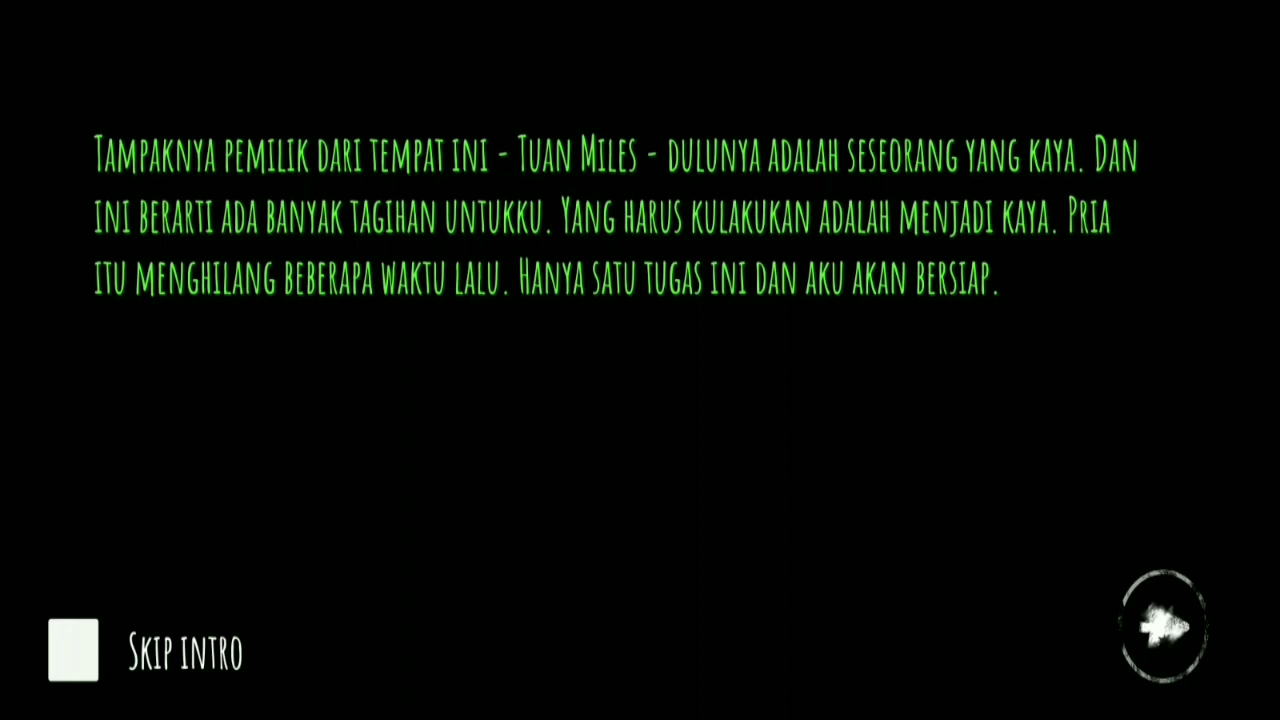 Tampaknya pemilik dari tempat ini - Tuan Miles - dulunya adalah seseorang yang kaya. Dan
ini berarti ada banyak tagihan untukku. Yang harus kulakukan adalah menjadi kaya. Pria
itu menghilang beberapa waktu lalu. Hanya satu tugas ini dan aku akan bersiap.
Skip intro